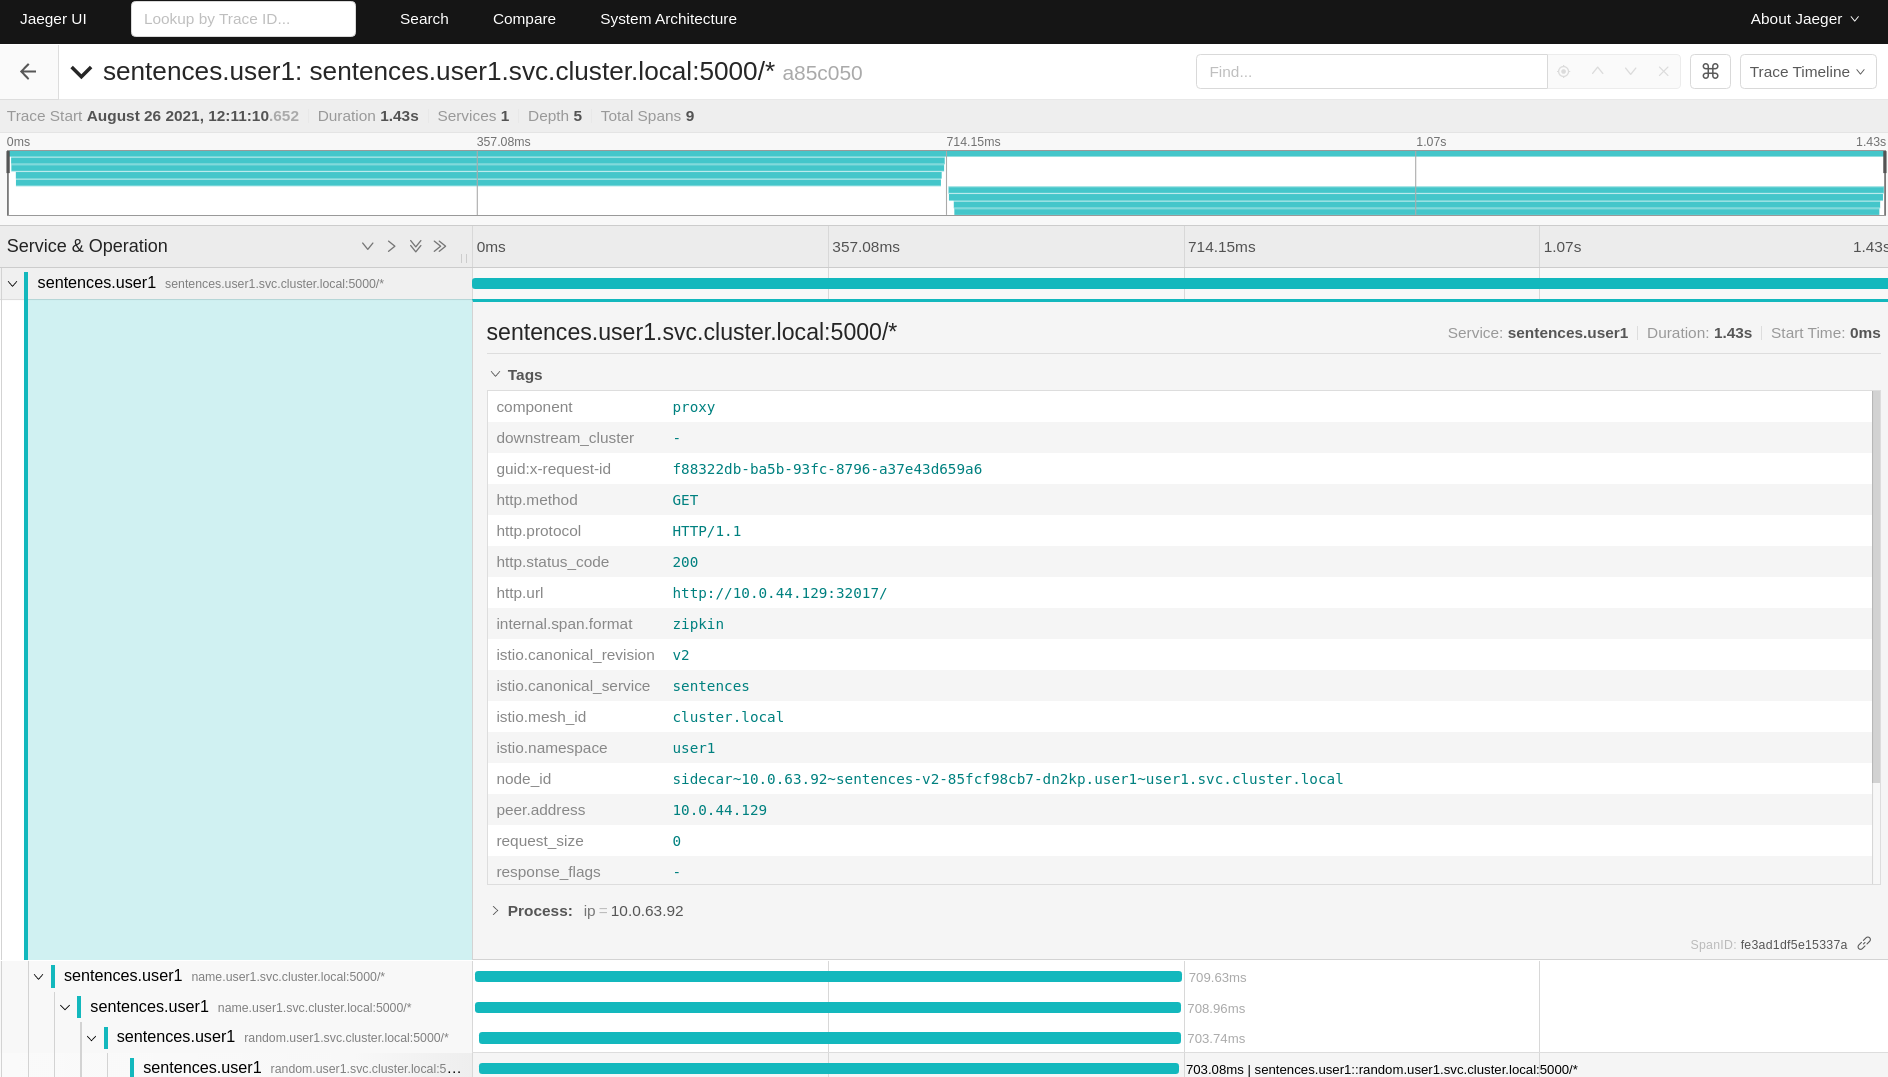 Jaeger UI Lookup by Trace ID... Search Compare System Architecture About Jaeger
sentences.user1: sentences.user1.svc.cluster.local:5000/* a85c050 Find... ⌘ Trace Timeline
Trace Start August 26 2021, 12:11:10.652 Duration 1.43s Services 1 Depth 5 Total Spans 9
0ms 357.08ms 714.15ms 1.07s 1.43s
Service & Operation 0ms 357.08ms 714.15ms 1.07s 1.43s
sentences.user1 sentences.user1.svc.cluster.local:5000/*
sentences.user1.svc.cluster.local:5000/* Service: sentences.user1 Duration: 1.43s Start Time: 0ms
Tags
component proxy
downstream_cluster -
guid:x-request-id f88322db-ba5b-93fc-8796-a37e43d659a6
http.method GET
http.protocol HTTP/1.1
http.status_code 200
http.url http://10.0.44.129:32017/
internal.span.format zipkin
istio.canonical_revision v2
istio.canonical_service sentences
istio.mesh_id cluster.local
istio.namespace user1
node_id sidecar~10.0.63.92~sentences-v2-85fcf98cb7-dn2kp.user1~user1.svc.cluster.local
peer.address 10.0.44.129
request_size 0
response_flags -
Process: ip = 10.0.63.92
SpanID: fe3ad1df5e15337a
sentences.user1 name.user1.svc.cluster.local:5000/* 709.63ms
sentences.user1 name.user1.svc.cluster.local:5000/* 708.96ms
sentences.user1 random.user1.svc.cluster.local:5000/* 703.74ms
sentences.user1 random.user1.svc.cluster.local:5... 703.08ms | sentences.user1::random.user1.svc.cluster.local:5000/*